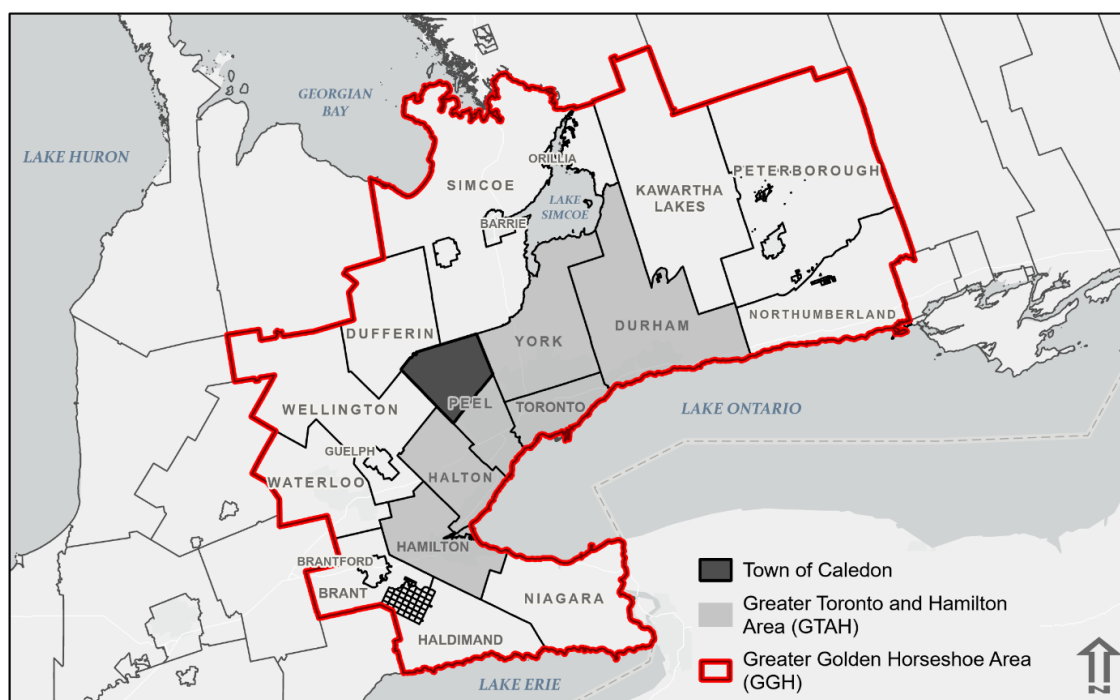 GEORGIAN
BAY
LAKE HURON
ORILLIA
SIMCOE
PETERBOROUGH
KAWARTHA
LAKES
LAKE
SIMCOE
BARRIE
NORTHUMBERLAND
DUFFERIN
YORK
DURHAM
PEEL
TORONTO
LAKE ONTARIO
WELLINGTON
GUELPH
HALTON
WATERLOO
HAMILTON
BRANTFORD
BRANT
NIAGARA
HALDIMAND
LAKE ERIE
Town of Caledon
Greater Toronto and Hamilton
Area (GTAH)
Greater Golden Horseshoe Area
(GGH)
N